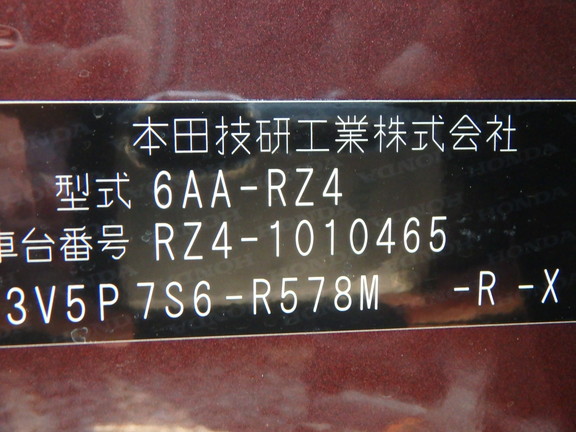 本田技研工業株式会社
型式 6AA-RZ4
車台番号 RZ4-1010465
3V5P 7S6-R578M -R -X